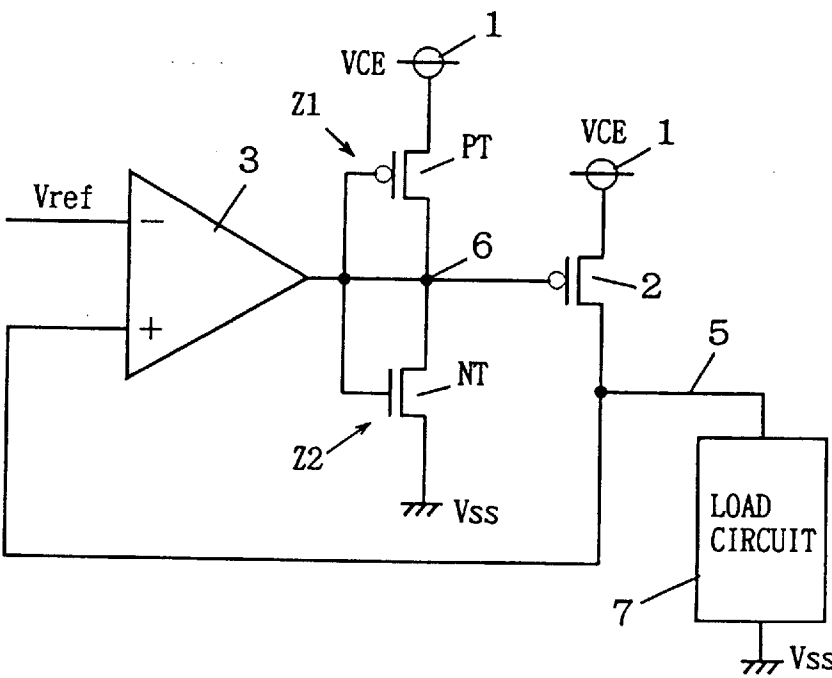 1
VCE
Z1
PT
VCE
1
3
Vref
−
6
2
+
NT
5
Z2
Vss
LOAD
CIRCUIT
7
Vss